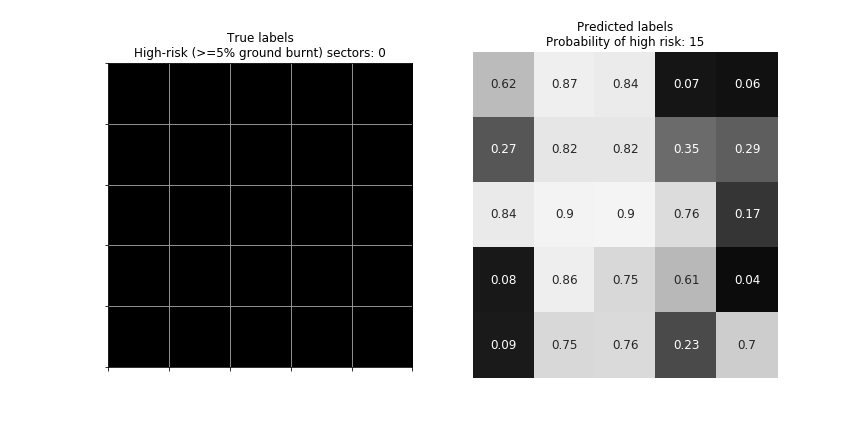 True labels
High-risk (>=5% ground burnt) sectors: 0
Predicted labels
Probability of high risk: 15
0.62 0.87 0.84 0.07 0.06
0.27 0.82 0.82 0.35 0.29
0.84 0.9 0.9 0.76 0.17
0.08 0.86 0.75 0.61 0.04
0.09 0.75 0.76 0.23 0.7